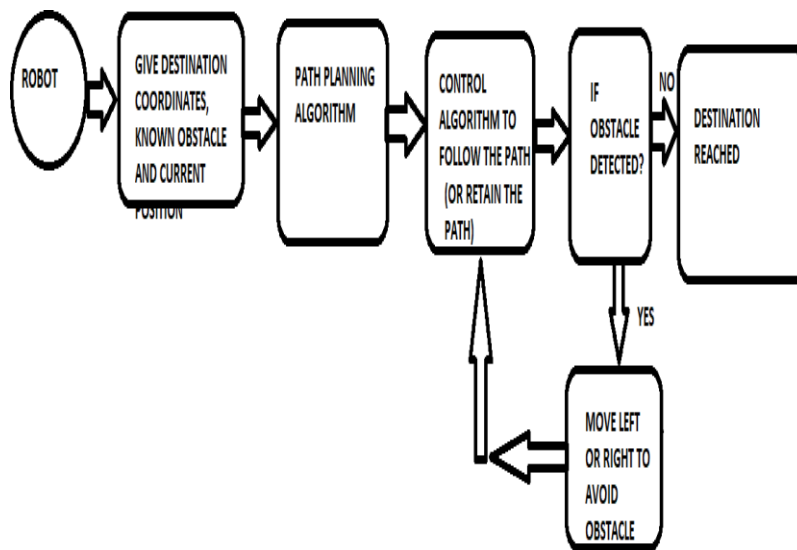 ROBOT
GIVE DESTINATION
COORDINATES,
KNOWN OBSTACLE
AND CURRENT
POSITION
PATH PLANNING
ALGORITHM
CONTROL
ALGORITHM TO
FOLLOW THE PATH
(OR RETAIN THE
PATH)
IF
OBSTACLE
DETECTED?
NO
DESTINATION
REACHED
YES
MOVE LEFT
OR RIGHT TO
AVOID
OBSTACLE